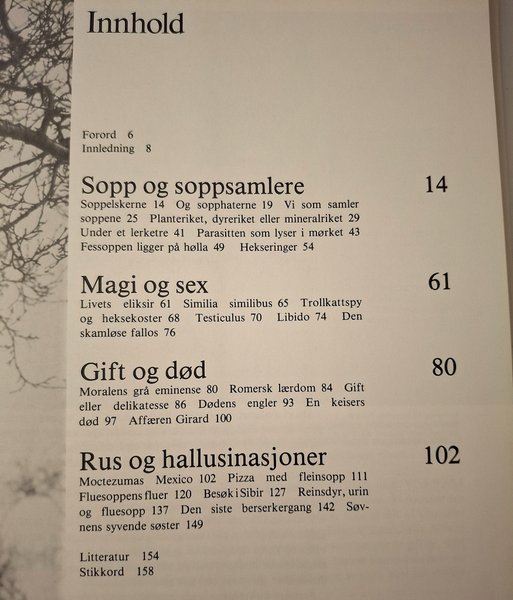 Innhold
Forord 6
Innledning 8
Sopp og soppsamlere 14
Soppelskerne 14 Og sopphaterne 19 Vi som samler
soppene 25 Planteriket, dyreriket eller mineralriket 29
Under et lerketre 41 Parasitten som lyser i mørket 43
Fessoppen ligger på hølla 49 Hekseringer 54
Magi og sex 61
Livets eliksir 61 Similia similibus 65 Trollkattspy
og heksekoster 68 Testiculus 70 Libido 74 Den
skamløse fallos 76
Gift og død 80
Moralens grå eminense 80 Romersk lærdom 84 Gift
eller delikatesse 86 Dødens engler 93 En keisers
død 97 Affæren Girard 100
Rus og hallusinasjoner 102
Moctezumas Mexico 102 Pizza med fleinsopp 111
Fluesoppens fluer 120 Besøk i Sibir 127 Reinsdyr, urin
og fluesopp 137 Den siste berserkergang 142 Søv-
nens syvende søster 149
Litteratur 154
Stikkord 158